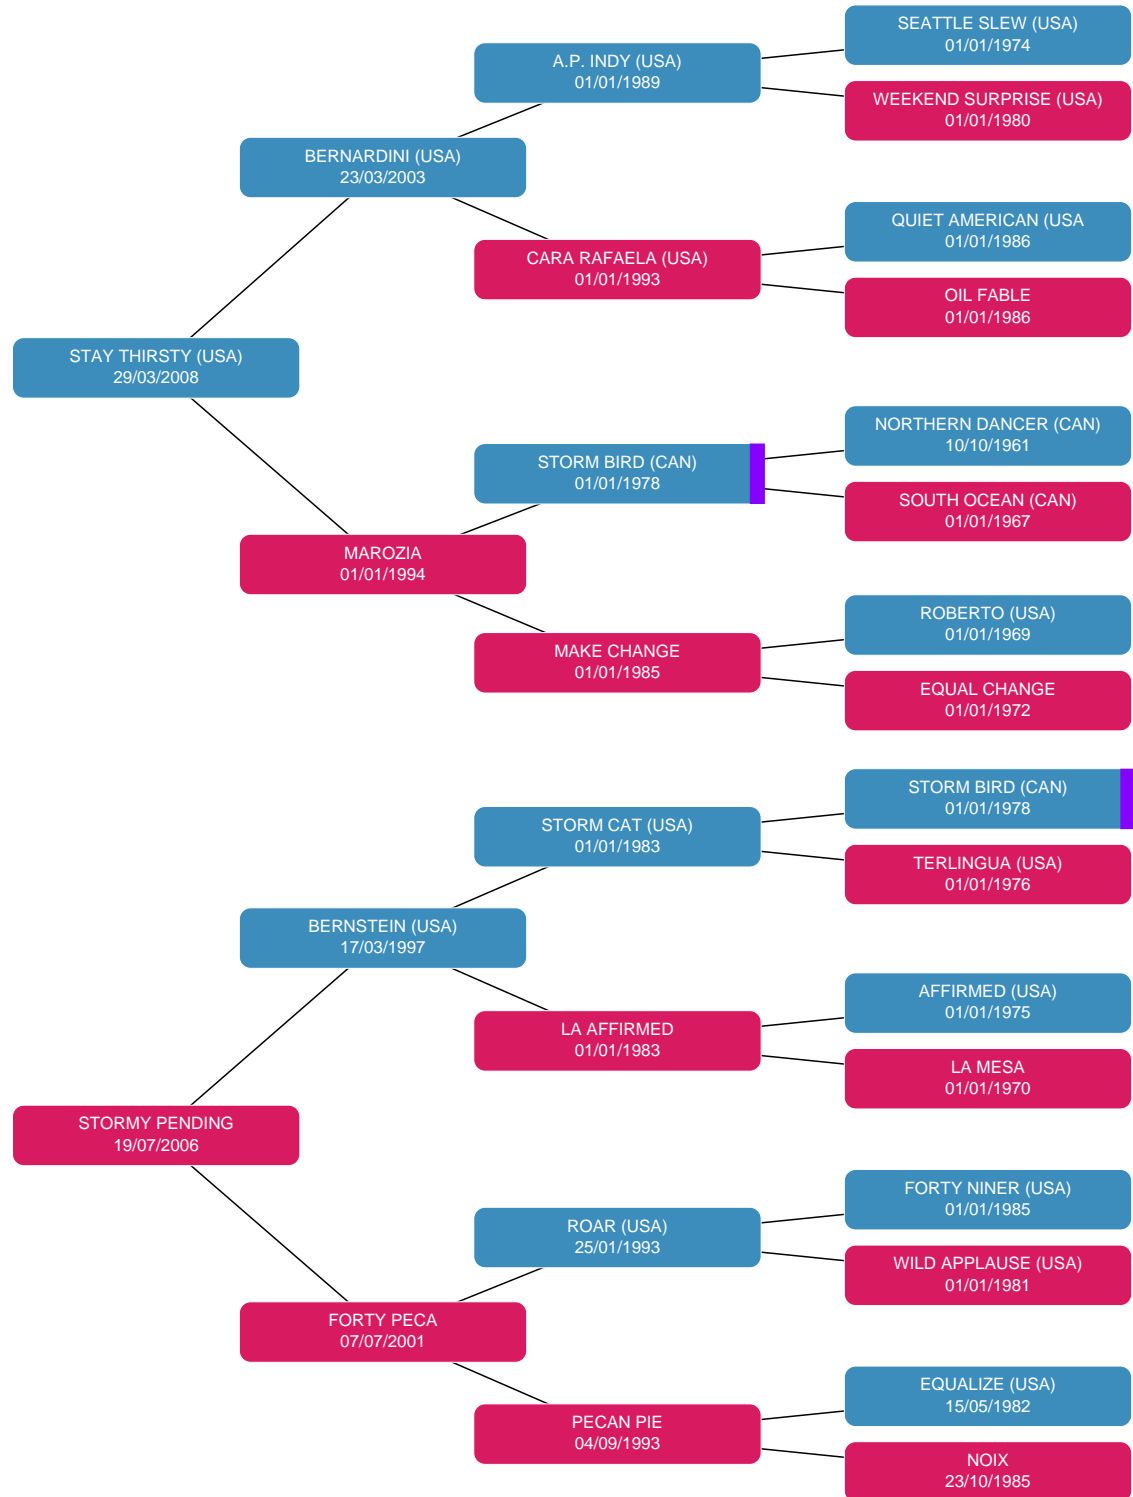 SEATTLE SLEW (USA)
01/01/1974
A.P. INDY (USA)
01/01/1989
WEEKEND SURPRISE (USA)
01/01/1980
BERNARDINI (USA)
23/03/2003
QUIET AMERICAN (USA
01/01/1986
CARA RAFAELA (USA)
01/01/1993
OIL FABLE
01/01/1986
STAY THIRSTY (USA)
29/03/2008
NORTHERN DANCER (CAN)
10/10/1961
STORM BIRD (CAN)
01/01/1978
SOUTH OCEAN (CAN)
01/01/1967
MAROZIA
01/01/1994
ROBERTO (USA)
01/01/1969
MAKE CHANGE
01/01/1985
EQUAL CHANGE
01/01/1972
STORM BIRD (CAN)
01/01/1978
STORM CAT (USA)
01/01/1983
TERLINGUA (USA)
01/01/1976
BERNSTEIN (USA)
17/03/1997
AFFIRMED (USA)
01/01/1975
LA AFFIRMED
01/01/1983
LA MESA
01/01/1970
STORMY PENDING
19/07/2006
FORTY NINER (USA)
01/01/1985
ROAR (USA)
25/01/1993
WILD APPLAUSE (USA)
01/01/1981
FORTY PECA
07/07/2001
EQUALIZE (USA)
15/05/1982
PECAN PIE
04/09/1993
NOIX
23/10/1985